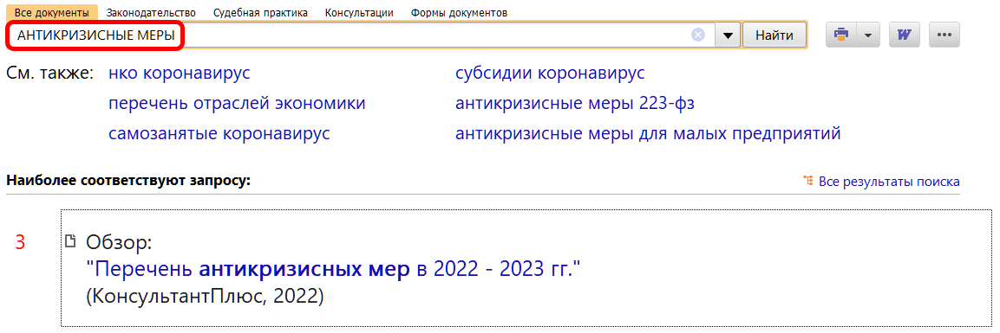 Все документы Законодательство Судебная практика Консультации Формы документов
АНТИКРИЗИСНЫЕ МЕРЫ Найти W
См. также: нко коронавирус субсидии коронавирус
перечень отраслей экономики антикризисные меры 223-фз
самозанятые коронавирус антикризисные меры для малых предприятий
Наиболее соответствуют запросу: Все результаты поиска
3 Обзор:
"Перечень антикризисных мер в 2022 - 2023 гг."
(КонсультантПлюс, 2022)